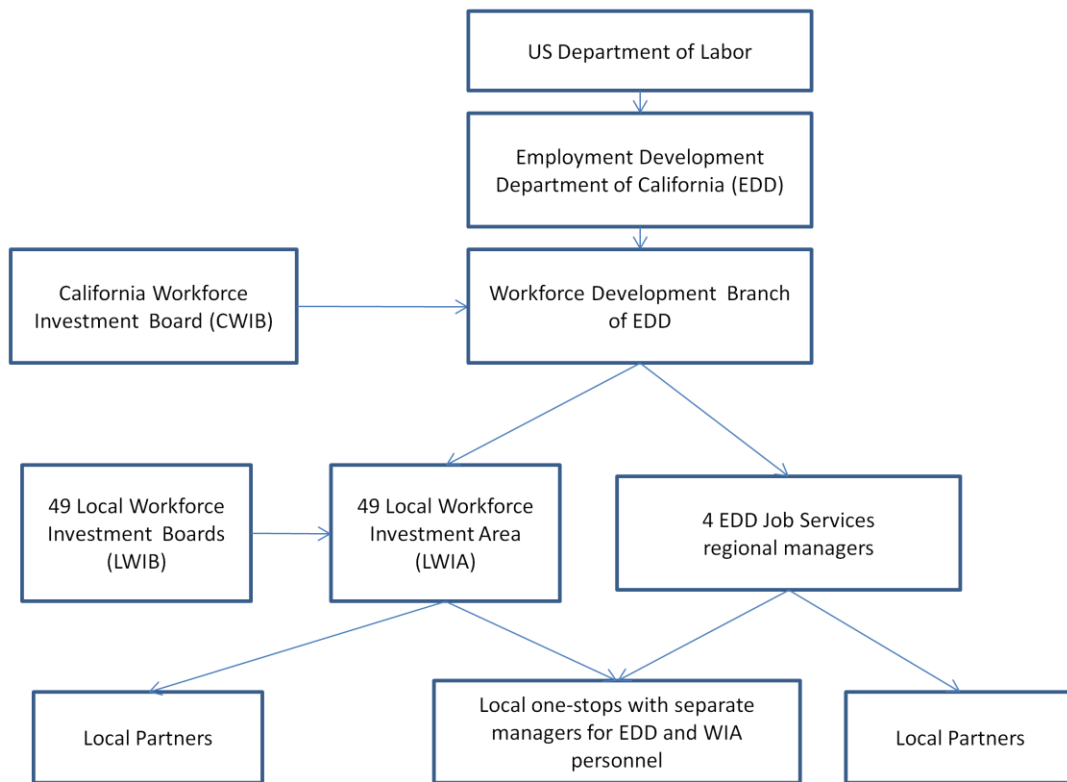 US Department of Labor
Employment Development
Department of California (EDD)
California Workforce
Investment Board (CWIB)
Workforce Development Branch
of EDD
49 Local Workforce
Investment Boards
(LWIB)
49 Local Workforce
Investment Area
(LWIA)
4 EDD Job Services
regional managers
Local Partners
Local one-stops with separate
managers for EDD and WIA
personnel
Local Partners